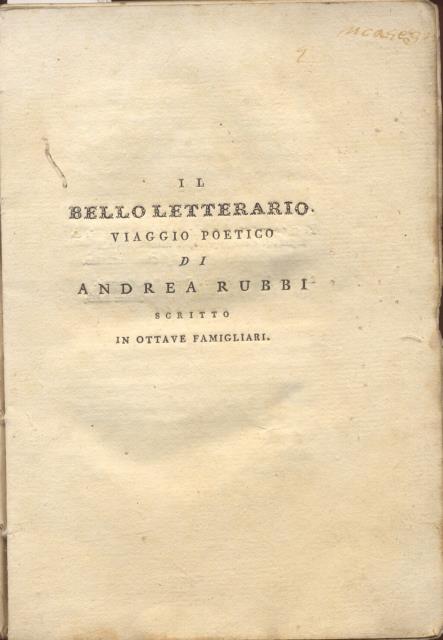 IL
BELLO LETTERARIO.
VIAGGIO POETICO
DI
ANDREA RUBBI
SCRITTO
IN OTTAVE FAMIGLIARI.